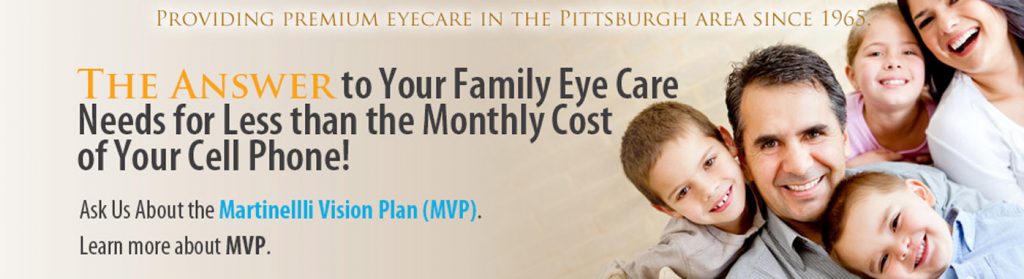 Providing premium eyecare in the Pittsburgh area since 1965.
The Answer to Your Family Eye Care
Needs for Less than the Monthly Cost
of Your Cell Phone!
Ask Us About the Martinellli Vision Plan (MVP).
Learn more about MVP.